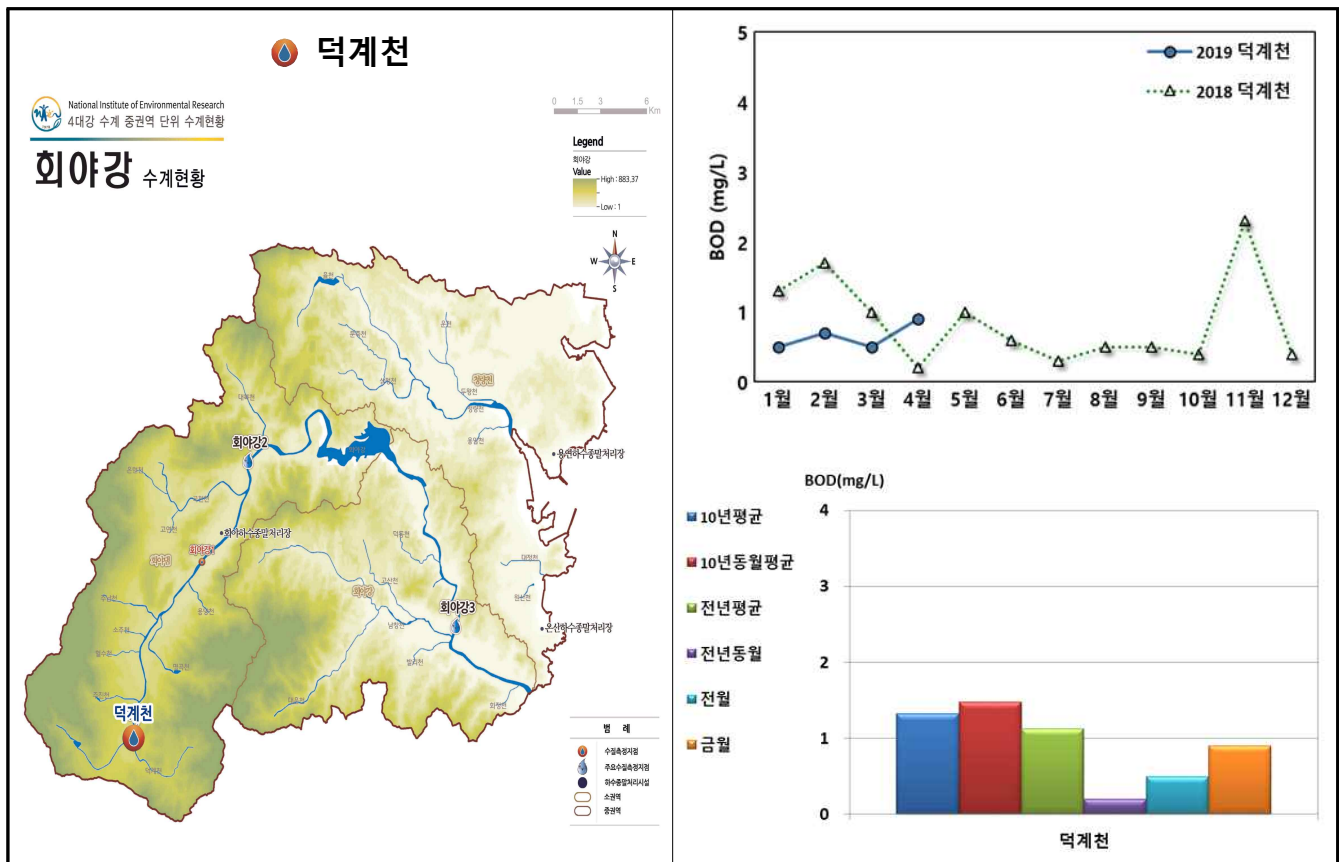 덕계천
National Institute of Environmental Research
4대강 수계 중권역 단위 수계현황
회야강 수계현황
0 1.5 3 6
Km
Legend
회야강
Value
High : 883.37
Low : 1
N
W E
S
회야강2
용연하수종말처리장
회야하수종말처리장
회야강3
온산하수종말처리장
덕계천
범 례
수질측정지점
주요수질측정지점
하수종말처리시설
소권역
중권역
2019 덕계천
2018 덕계천
BOD (mg/L)
5
4
3
2
1
0
1월 2월 3월 4월 5월 6월 7월 8월 9월 10월 11월 12월
BOD(mg/L)
10년평균
10년동월평균
전년평균
전년동월
전월
금월
4
3
2
1
0
덕계천